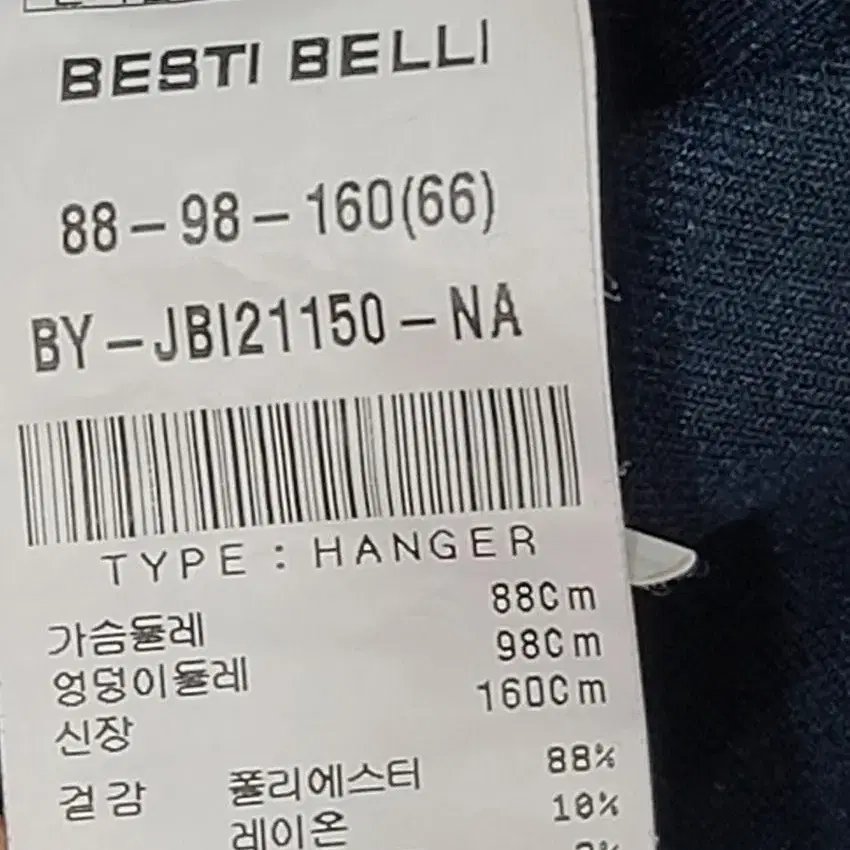 BESTI BELLI
88-98-160(66)
BY-JBI21150-NA
TYPE : HANGER
가슴둘레 88Cm
엉덩이둘레 98Cm
신장 160Cm
겉감 폴리에스터 88%
레이온 10%